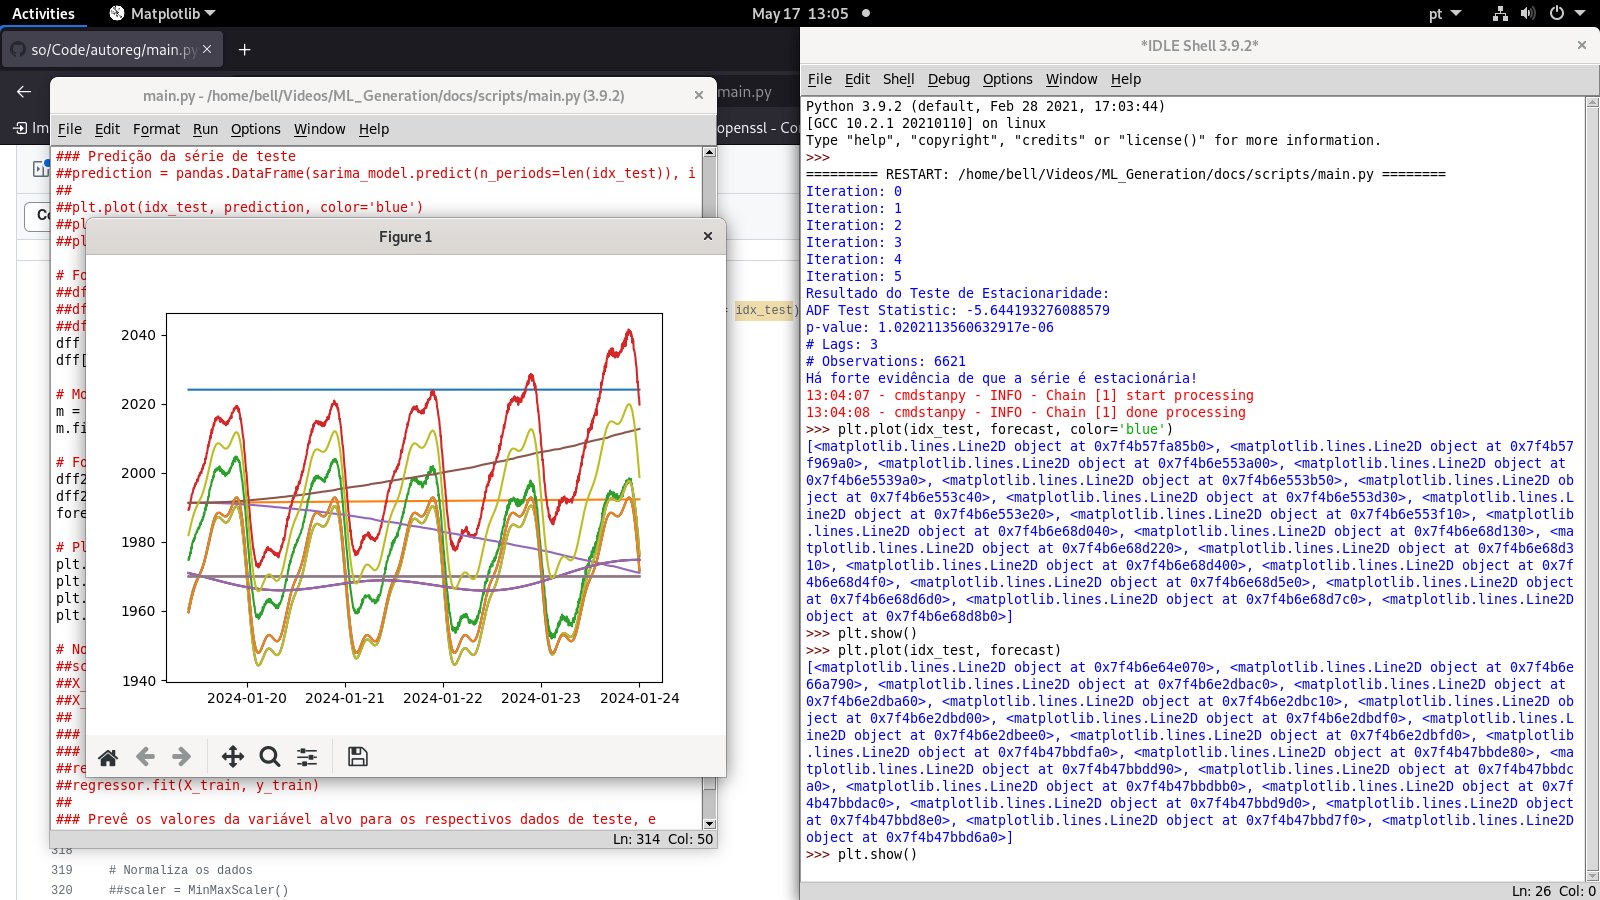 Activities
Matplotlib
May 17 13:05
pt
so/Code/autoreg/main.py
main.py
Im
openssl - Co
Co
idx_test)
318
319 # Normaliza os dados
320 ##scaler = MinMaxScaler()
main.py - /home/bell/Videos/ML_Generation/docs/scripts/main.py (3.9.2)
File Edit Format Run Options Window Help
### Predição da série de teste
##prediction = pandas.DataFrame(sarima_model.predict(n_periods=len(idx_test)), i
##
##plt.plot(idx_test, prediction, color='blue')
##pl
##pl
# Fo
##df
##df
##df
dff
dff[
# Mo
m =
m.fi
# Fo
dff2
dff2
fore
# Pl
plt.
plt.
plt.
plt.
# No
##sc
##X_
##X_
##
###
###
##re
##regressor.fit(X_train, y_train)
##
### Prevê os valores da variável alvo para os respectivos dados de teste, e
Ln: 314 Col: 50
Figure 1
2040
2020
2000
1980
1960
1940
2024-01-20 2024-01-21 2024-01-22 2024-01-23 2024-01-24
*IDLE Shell 3.9.2*
File Edit Shell Debug Options Window Help
Python 3.9.2 (default, Feb 28 2021, 17:03:44)
[GCC 10.2.1 20210110] on linux
Type "help", "copyright", "credits" or "license()" for more information.
>>>
========= RESTART: /home/bell/Videos/ML_Generation/docs/scripts/main.py ========
Iteration: 0
Iteration: 1
Iteration: 2
Iteration: 3
Iteration: 4
Iteration: 5
Resultado do Teste de Estacionaridade:
ADF Test Statistic: -5.644193276088579
p-value: 1.0202113560632917e-06
# Lags: 3
# Observations: 6621
Há forte evidência de que a série é estacionária!
13:04:07 - cmdstanpy - INFO - Chain [1] start processing
13:04:08 - cmdstanpy - INFO - Chain [1] done processing
>>> plt.plot(idx_test, forecast, color='blue')
[<matplotlib.lines.Line2D object at 0x7f4b57fa85b0>, <matplotlib.lines.Line2D object at 0x7f4b57
f969a0>, <matplotlib.lines.Line2D object at 0x7f4b6e553a00>, <matplotlib.lines.Line2D object at
0x7f4b6e5539a0>, <matplotlib.lines.Line2D object at 0x7f4b6e553b50>, <matplotlib.lines.Line2D ob
ject at 0x7f4b6e553c40>, <matplotlib.lines.Line2D object at 0x7f4b6e553d30>, <matplotlib.lines.L
ine2D object at 0x7f4b6e553e20>, <matplotlib.lines.Line2D object at 0x7f4b6e553f10>, <matplotlib
.lines.Line2D object at 0x7f4b6e68d040>, <matplotlib.lines.Line2D object at 0x7f4b6e68d130>, <ma
tplotlib.lines.Line2D object at 0x7f4b6e68d220>, <matplotlib.lines.Line2D object at 0x7f4b6e68d3
10>, <matplotlib.lines.Line2D object at 0x7f4b6e68d400>, <matplotlib.lines.Line2D object at 0x7f
4b6e68d4f0>, <matplotlib.lines.Line2D object at 0x7f4b6e68d5e0>, <matplotlib.lines.Line2D object
at 0x7f4b6e68d6d0>, <matplotlib.lines.Line2D object at 0x7f4b6e68d7c0>, <matplotlib.lines.Line2D
object at 0x7f4b6e68d8b0>]
>>> plt.show()
>>> plt.plot(idx_test, forecast)
[<matplotlib.lines.Line2D object at 0x7f4b6e64e070>, <matplotlib.lines.Line2D object at 0x7f4b6e
66a790>, <matplotlib.lines.Line2D object at 0x7f4b6e2dbac0>, <matplotlib.lines.Line2D object at
0x7f4b6e2dba60>, <matplotlib.lines.Line2D object at 0x7f4b6e2dbc10>, <matplotlib.lines.Line2D ob
ject at 0x7f4b6e2dbd00>, <matplotlib.lines.Line2D object at 0x7f4b6e2dbdf0>, <matplotlib.lines.L
ine2D object at 0x7f4b6e2dbee0>, <matplotlib.lines.Line2D object at 0x7f4b6e2dbfd0>, <matplotlib
.lines.Line2D object at 0x7f4b47bbdfa0>, <matplotlib.lines.Line2D object at 0x7f4b47bbde80>, <ma
tplotlib.lines.Line2D object at 0x7f4b47bbdd90>, <matplotlib.lines.Line2D object at 0x7f4b47bbdc
a0>, <matplotlib.lines.Line2D object at 0x7f4b47bbdbb0>, <matplotlib.lines.Line2D object at 0x7f
4b47bbdac0>, <matplotlib.lines.Line2D object at 0x7f4b47bbd9d0>, <matplotlib.lines.Line2D object
at 0x7f4b47bbd8e0>, <matplotlib.lines.Line2D object at 0x7f4b47bbd7f0>, <matplotlib.lines.Line2D
object at 0x7f4b47bbd6a0>]
>>> plt.show()
Ln: 26 Col: 0